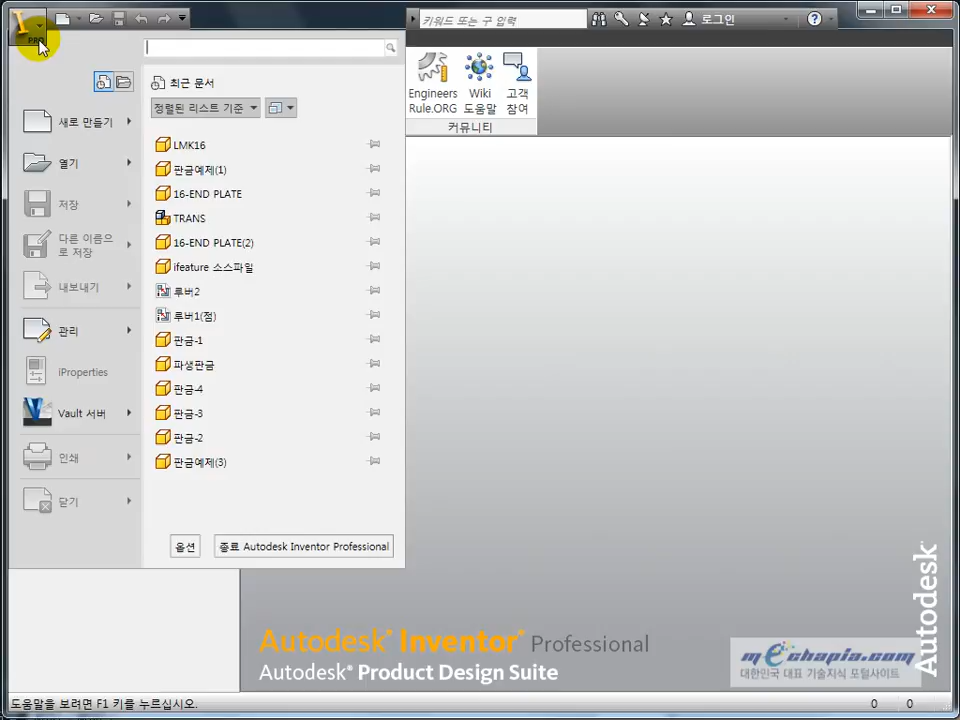 PRO
키워드 또는 구 입력
로그인
최근 문서
정렬된 리스트 기준
새로 만들기
열기
저장
다른 이름으
로 저장
내보내기
관리
iProperties
Vault 서버
인쇄
닫기
LMK16
판금예제(1)
16-END PLATE
TRANS
16-END PLATE(2)
ifeature 소스파일
루버2
루버1(점)
판금-1
파생판금
판금-4
판금-3
판금-2
판금예제(3)
옵션
종료 Autodesk Inventor Professional
Engineers
Rule.ORG
Wiki
도움말
고객
참여
커뮤니티
Autodesk® Inventor® Professional
Autodesk® Product Design Suite
Autodesk®
mechapia.com
대한민국 대표 기술지식 포털사이트
도움말을 보려면 F1 키를 누르십시오.
0 0